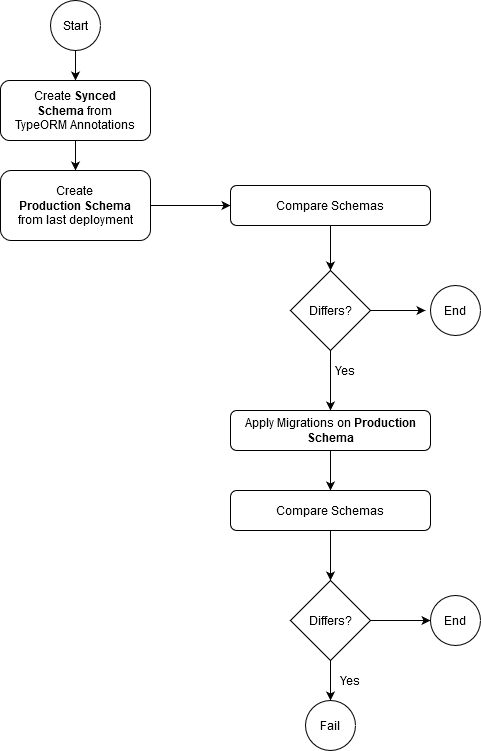 Start
Create Synced
Schema from
TypeORM Annotations
Create
Production Schema
from last deployment
Compare Schemas
Differs?
End
Yes
Apply Migrations on Production
Schema
Compare Schemas
Differs?
End
Yes
Fail